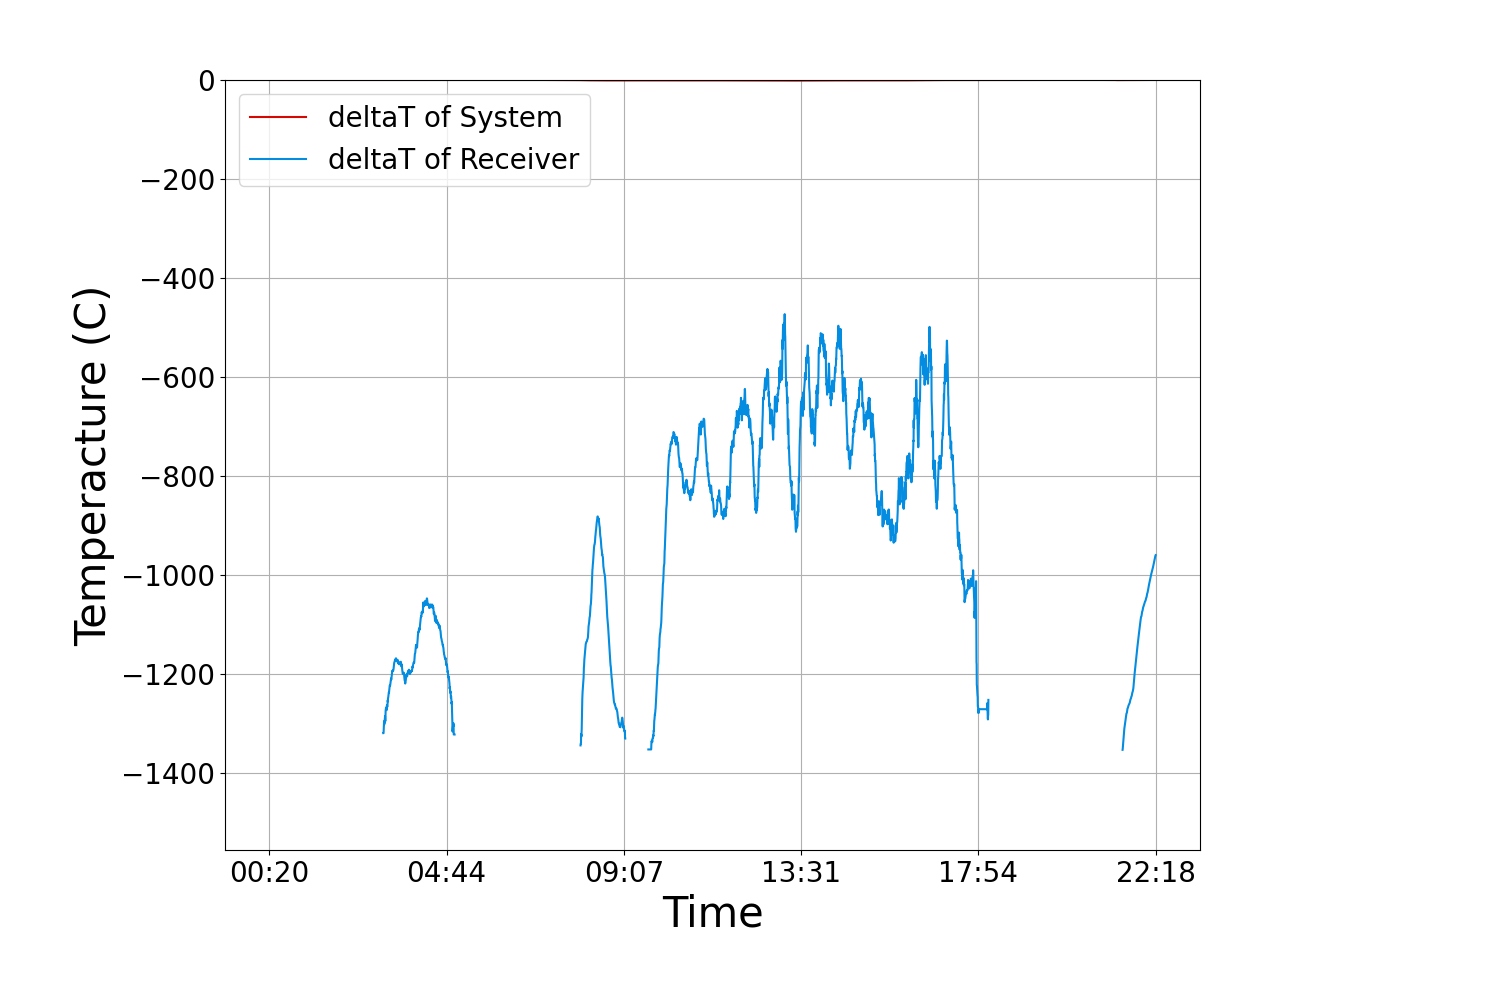 0
deltaT of System
deltaT of Receiver
−200
−400
−600
−800
−1000
−1200
−1400
Temperacture (C)
00:20 04:44 09:07 13:31 17:54 22:18
Time